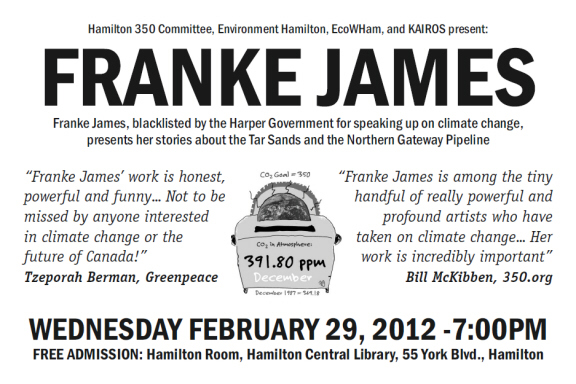 Hamilton 350 Committee, Environment Hamilton, EcoWHam, and KAIROS present:
FRANKE JAMES
Franke James, blacklisted by the Harper Government for speaking up on climate change,
presents her stories about the Tar Sands and the Northern Gateway Pipeline
“Franke James’ work is honest,
powerful and funny... Not to be
missed by anyone interested
in climate change or the
future of Canada!”
Tzeporah Berman, Greenpeace
CO2 Goal = 350
CO2 In Atmosphere:
391.80 ppm
December
December 1987 = 349.18
“Franke James is among the tiny
handful of really powerful and
profound artists who have
taken on climate change... Her
work is incredibly important”
Bill McKibben, 350.org
WEDNESDAY FEBRUARY 29, 2012 -7:00PM
FREE ADMISSION: Hamilton Room, Hamilton Central Library, 55 York Blvd., Hamilton